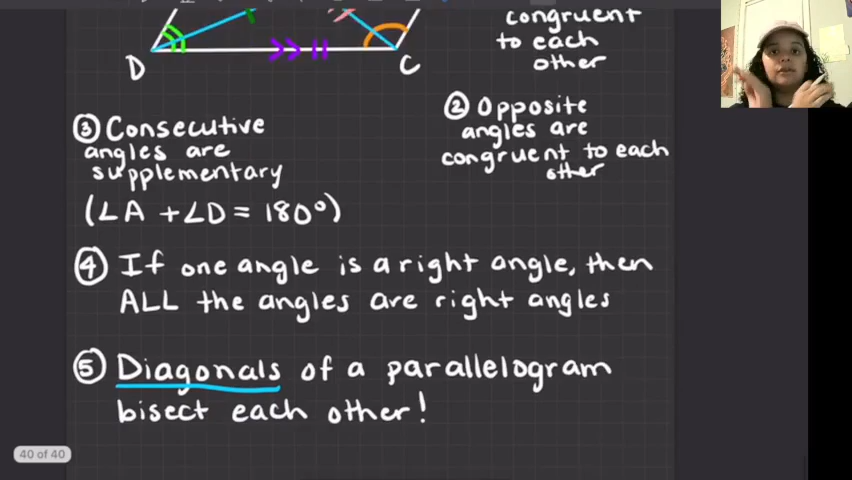 congruent
to each
other
D
C
② Opposite
angles are
congruent to each
other
③ Consecutive
angles are
supplementary
(∠A + ∠D = 180°)
④ If one angle is a right angle, then
ALL the angles are right angles
⑤ Diagonals of a parallelogram
bisect each other!
40 of 40